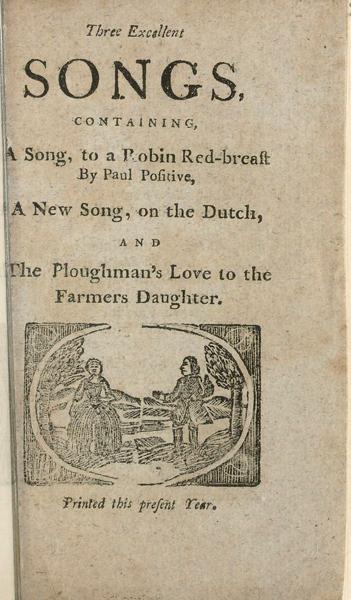 Three Excellent
SONGS,
CONTAINING,
A Song, to a Robin Red-breaſt
By Paul Poſitive,
A New Song, on the Dutch,
AND
The Ploughman's Love to the
Farmers Daughter.
Printed this preſent Year.